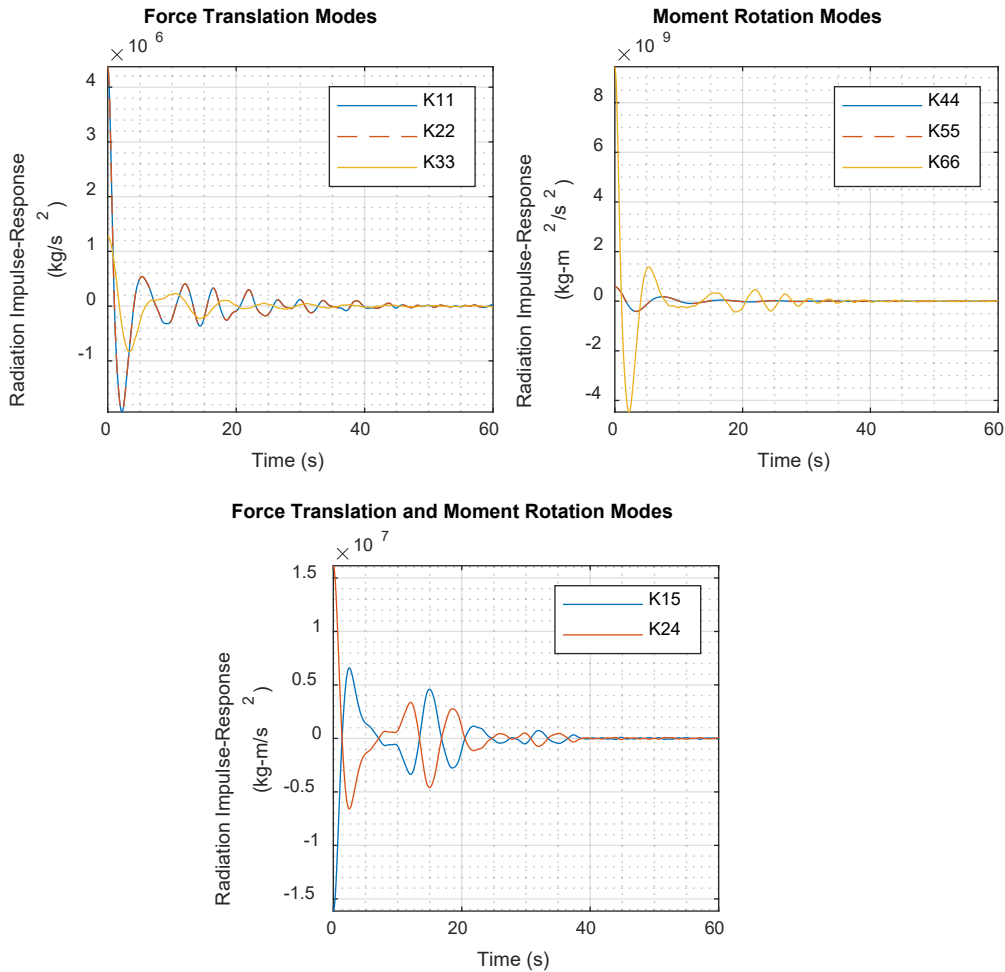 Force Translation Modes
× 10 6
4
3
2
1
0
-1
0 20 40 60
Time (s)
Radiation Impulse-Response
(kg/s 2 )
K11
K22
K33
Moment Rotation Modes
× 10 9
8
6
4
2
0
-2
-4
0 20 40 60
Time (s)
Radiation Impulse-Response
(kg-m 2 /s 2 )
K44
K55
K66
Force Translation and Moment Rotation Modes
× 10 7
1.5
1
0.5
0
-0.5
-1
-1.5
0 20 40 60
Time (s)
Radiation Impulse-Response
(kg-m/s 2 )
K15
K24